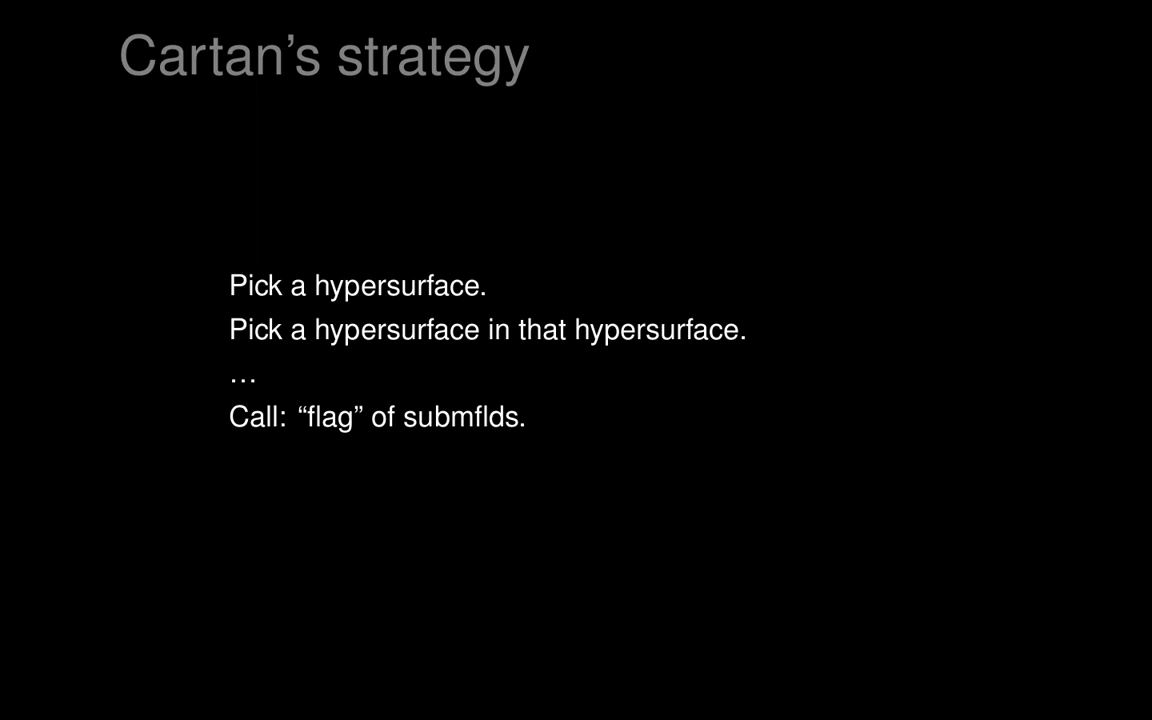 Cartan’s strategy
Pick a hypersurface.
Pick a hypersurface in that hypersurface.
…
Call: “flag” of submflds.